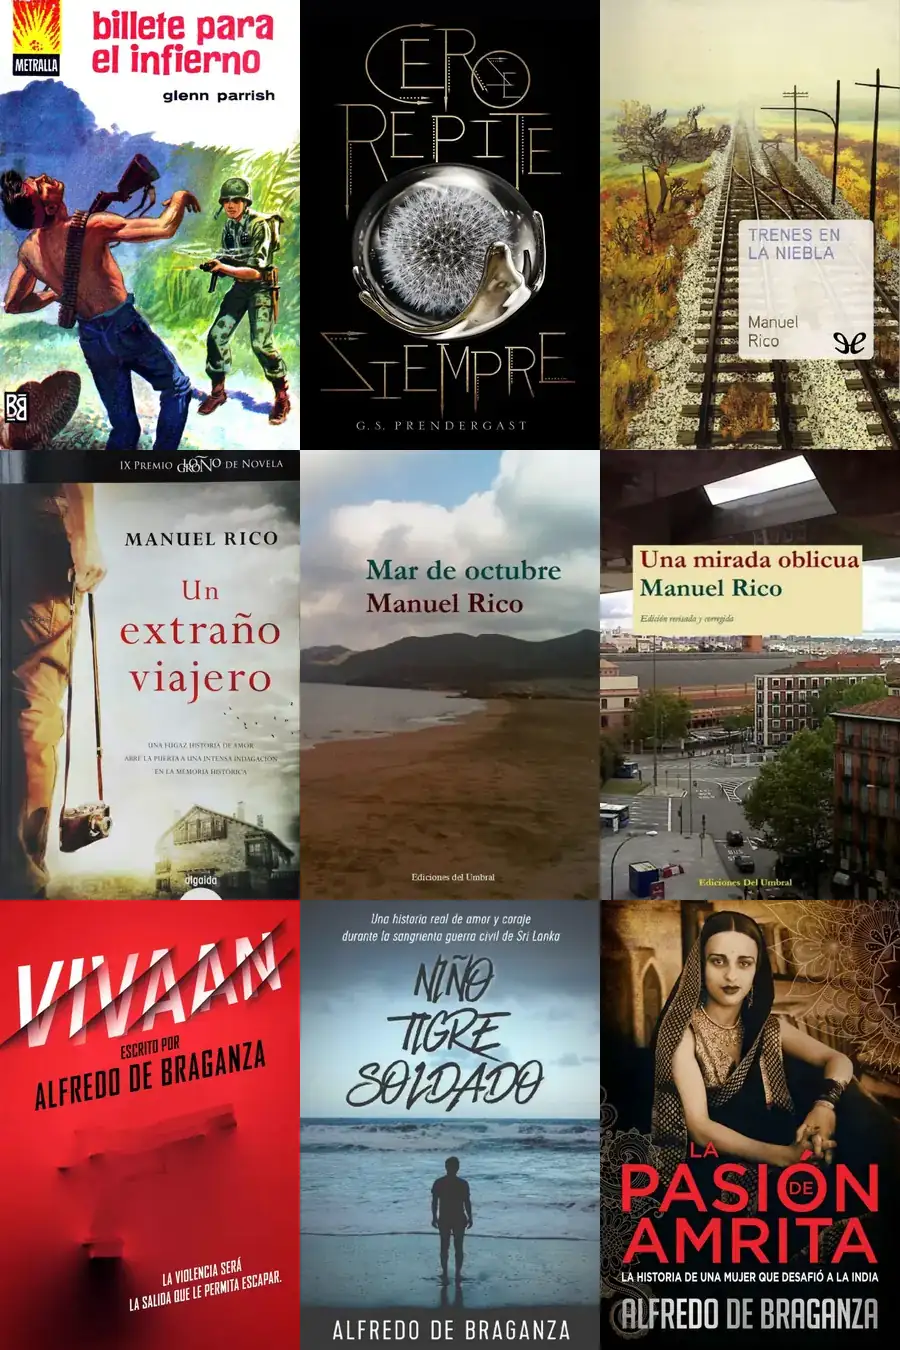 METRALLA
billete para
el infierno
glenn parrish
BB
CERO
SE
REPITE
SIEMPRE
G.S. PRENDERGAST
TRENES EN
LA NIEBLA
Manuel
Rico
IX PREMIO LOGROÑO DE NOVELA
MANUEL RICO
Un
extraño
viajero
UNA FUGAZ HISTORIA DE AMOR
ABRE LA PUERTA A UNA INTENSA INDAGACIÓN
EN LA MEMORIA HISTÓRICA
algaida
Mar de octubre
Manuel Rico
Ediciones del Umbral
Una mirada oblicua
Manuel Rico
Edición revisada y corregida
Ediciones Del Umbral
VIVAAN
ESCRITO POR
ALFREDO DE BRAGANZA
LA VIOLENCIA SERÁ
LA SALIDA QUE LE PERMITA ESCAPAR.
Una historia real de amor y coraje
durante la sangrienta guerra civil de Sri Lanka
NIÑO
TIGRE
SOLDADO
ALFREDO DE BRAGANZA
LA
PASIÓN
DE
AMRITA
LA HISTORIA DE UNA MUJER QUE DESAFIÓ A LA INDIA
ALFREDO DE BRAGANZA